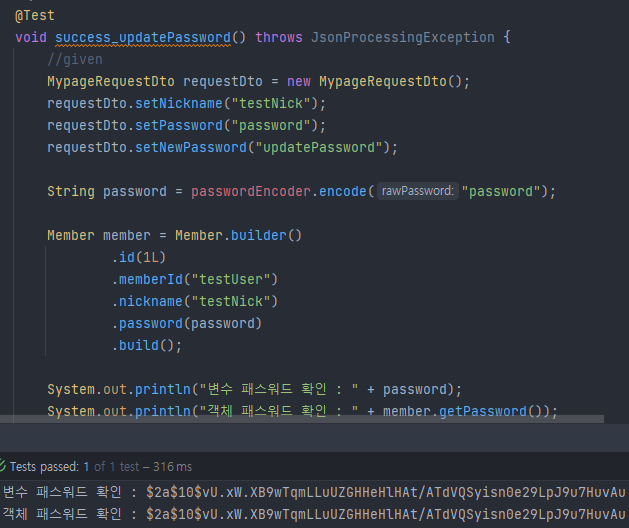 @Test
void success_updatePassword() throws JsonProcessingException {
//given
MypageRequestDto requestDto = new MypageRequestDto();
requestDto.setNickname("testNick");
requestDto.setPassword("password");
requestDto.setNewPassword("updatePassword");
String password = passwordEncoder.encode( rawPassword: "password");
Member member = Member.builder()
.id(1L)
.memberId("testUser")
.nickname("testNick")
.password(password)
.build();
System.out.println("변수 패스워드 확인 : " + password);
System.out.println("객체 패스워드 확인 : " + member.getPassword());
Tests passed: 1 of 1 test – 316 ms
변수 패스워드 확인 : $2a$10$vU.xW.XB9wTqmLLuUZGHHeHlHAt/ATdVQSyisn0e29LpJ9u7HuvAu
객체 패스워드 확인 : $2a$10$vU.xW.XB9wTqmLLuUZGHHeHlHAt/ATdVQSyisn0e29LpJ9u7HuvAu